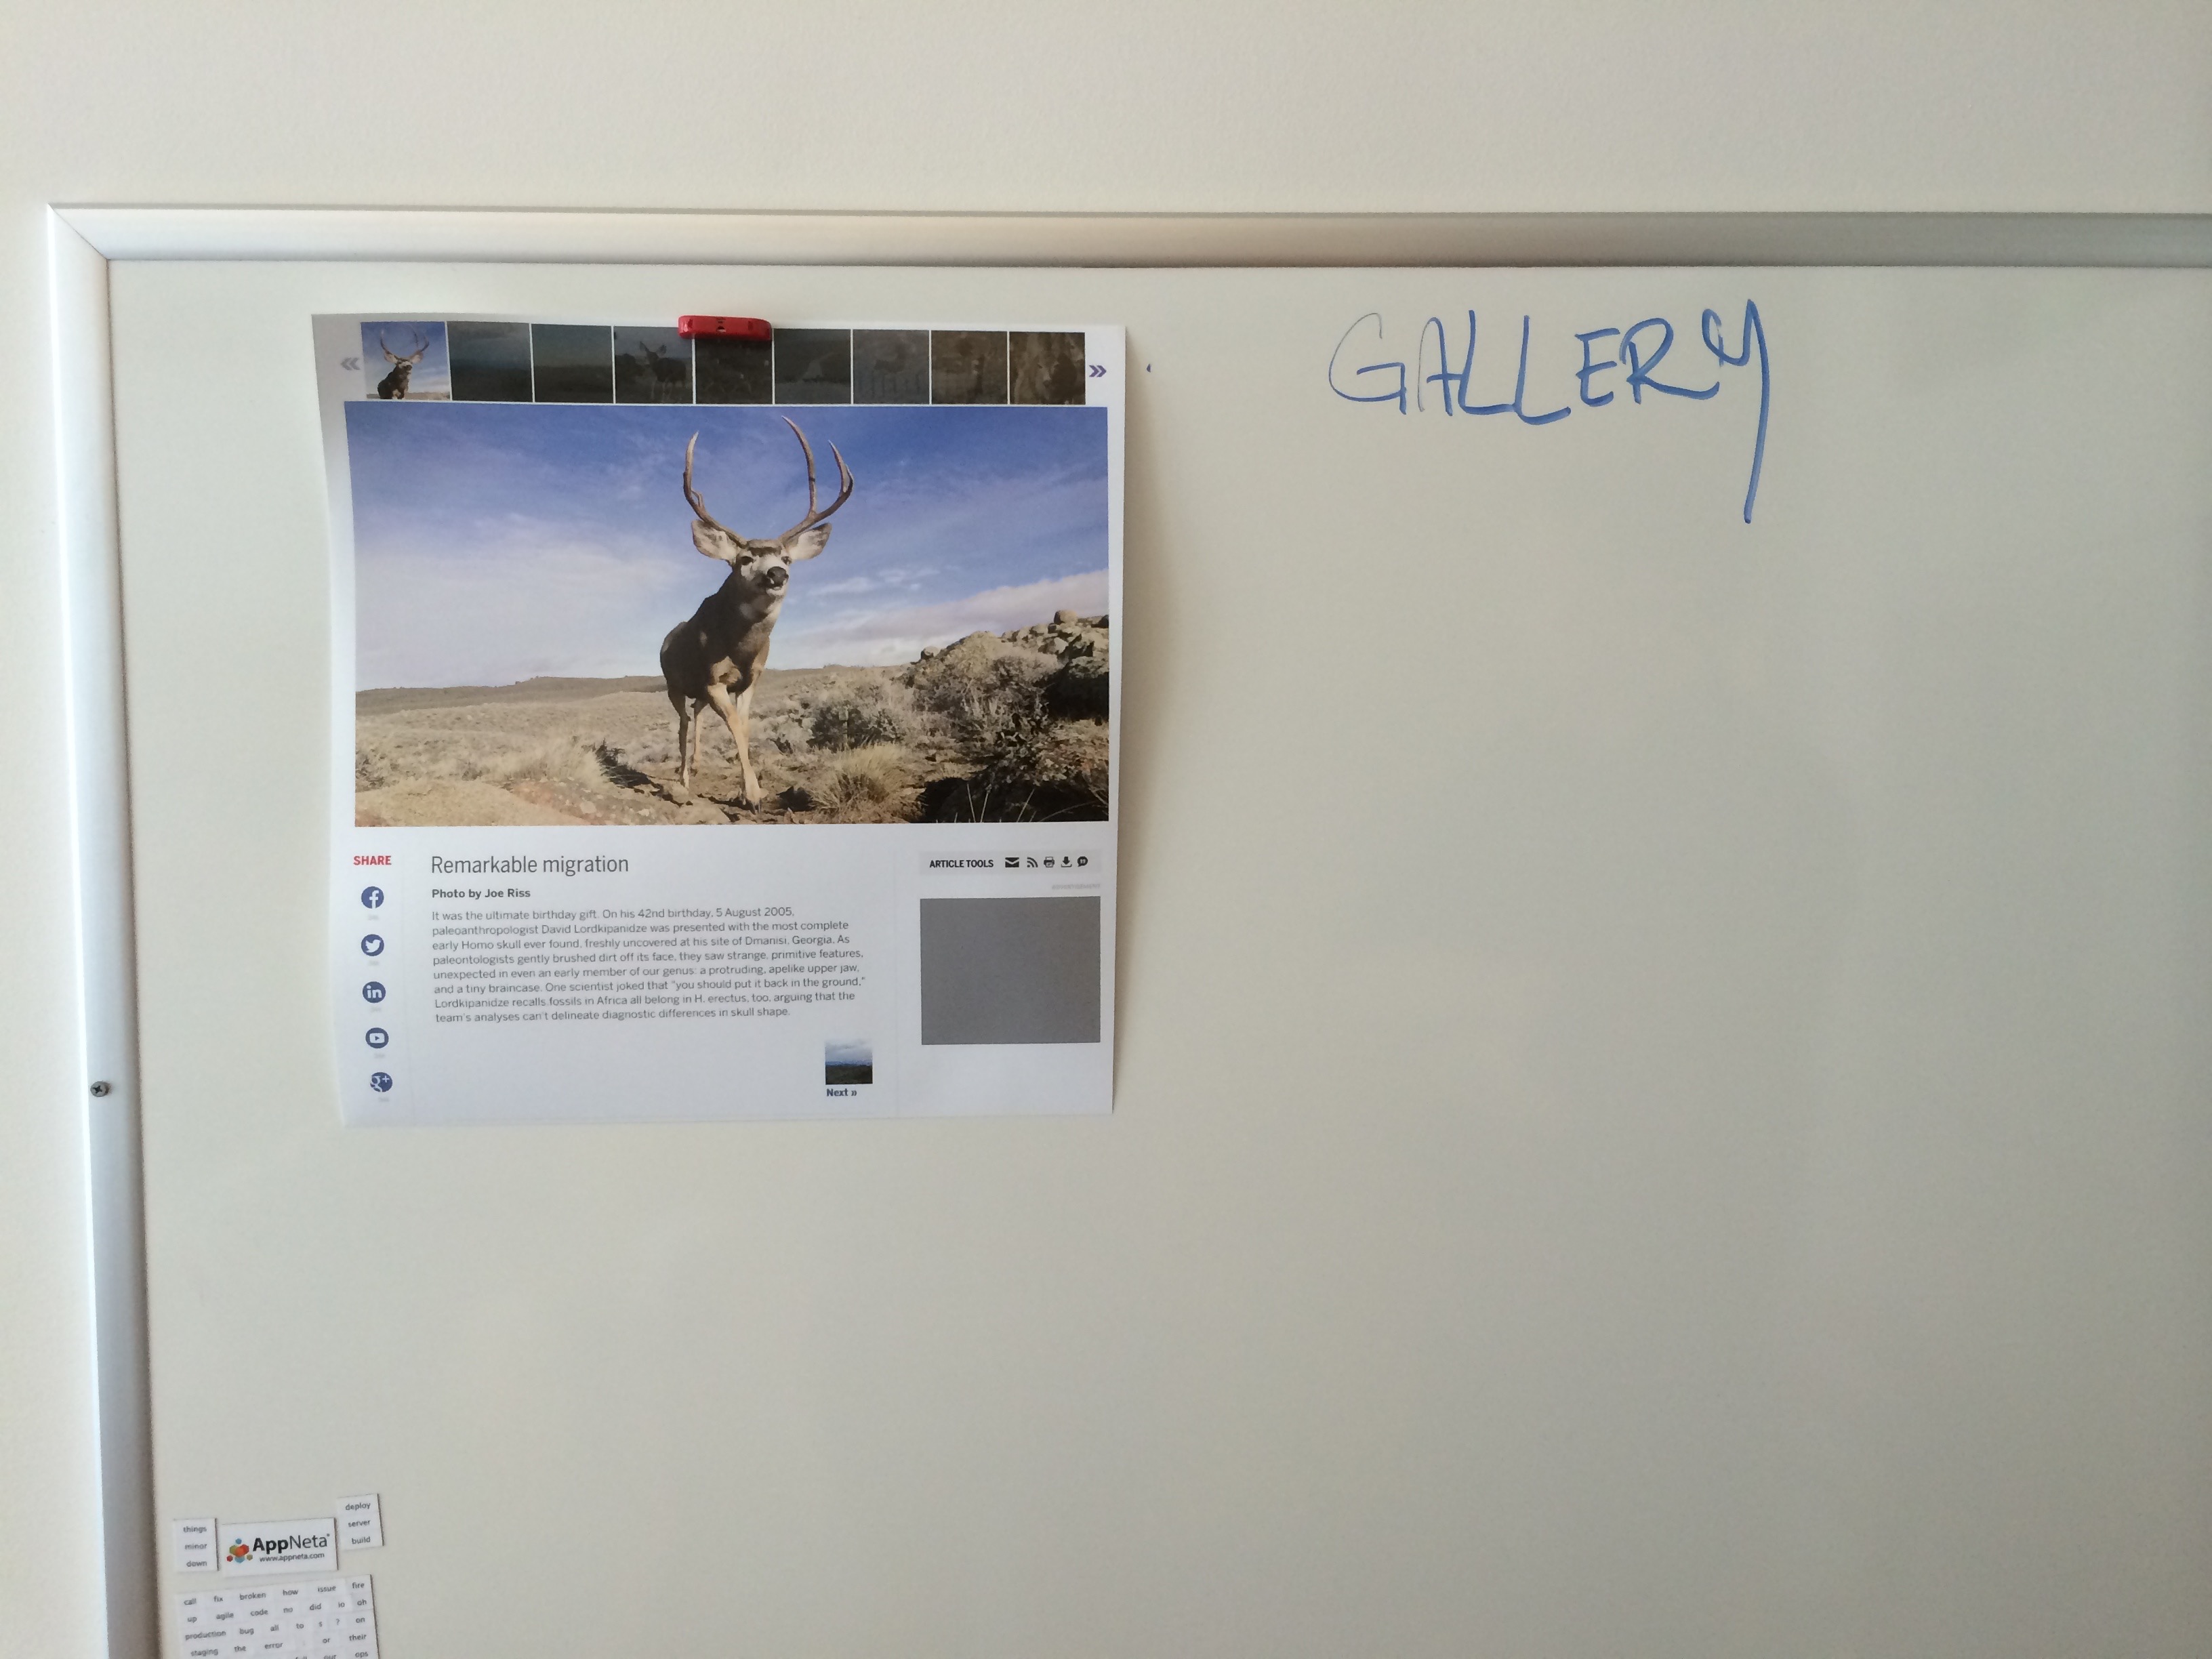 GALLERY
«
»
SHARE
Remarkable migration
ARTICLE TOOLS
Photo by Joe Riss
It was the ultimate birthday gift. On his 42nd birthday, 5 August 2005,
paleoanthropologist David Lordkipanidze was presented with the most complete
early Homo skull ever found, freshly uncovered at his site of Dmanisi, Georgia. As
paleontologists gently brushed dirt off its face, they saw strange, primitive features,
unexpected in even an early member of our genus: a protruding, apelike upper jaw,
and a tiny braincase. One scientist joked that "you should put it back in the ground,"
Lordkipanidze recalls.fossils in Africa all belong in H. erectus, too, arguing that the
team's analyses can't delineate diagnostic differences in skull shape.
ADVERTISEMENT
Next »
things
minor
down
AppNeta
www.appneta.com
deploy
server
build
call fix broken how issue fire
up agile code no did io oh
production bug all to s ? on
staging the error or their
our ops